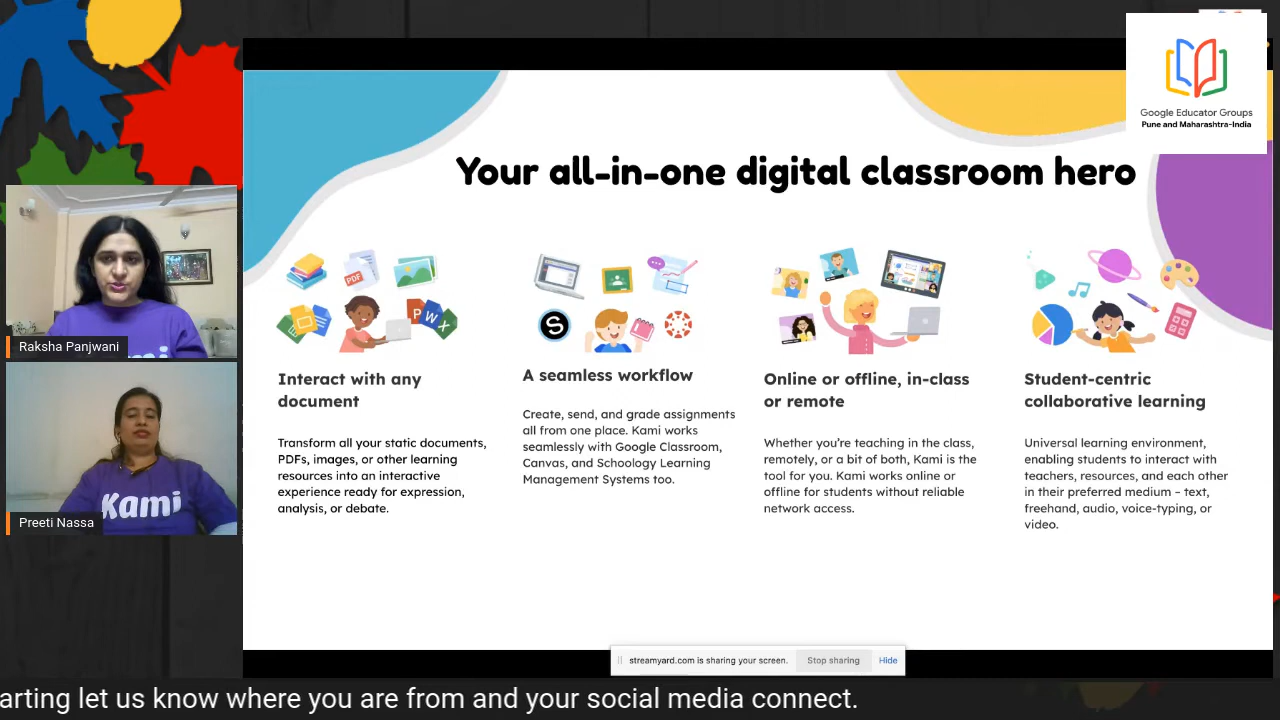 Google Educator Groups
Pune and Maharashtra-India
Your all-in-one digital classroom hero
PDF
P W X
S
Interact with any
document
Transform all your static documents,
PDFs, images, or other learning
resources into an interactive
experience ready for expression,
analysis, or debate.
A seamless workflow
Create, send, and grade assignments
all from one place. Kami works
seamlessly with Google Classroom,
Canvas, and Schoology Learning
Management Systems too.
Online or offline, in-class
or remote
Whether you're teaching in the class,
remotely, or a bit of both, Kami is the
tool for you. Kami works online or
offline for students without reliable
network access.
Student-centric
collaborative learning
Universal learning environment,
enabling students to interact with
teachers, resources, and each other
in their preferred medium – text,
freehand, audio, voice-typing, or
video.
Raksha Panjwani
Kami
Preeti Nassa
streamyard.com is sharing your screen.
Stop sharing
Hide
arting let us know where you are from and your social media connect.